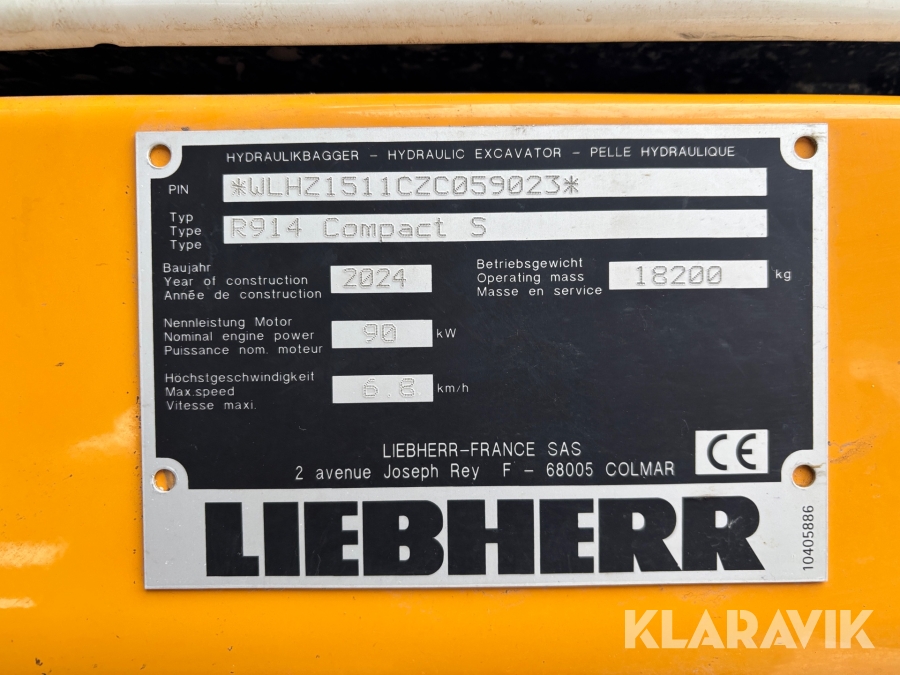 HYDRAULIKBAGGER - HYDRAULIC EXCAVATOR - PELLE HYDRAULIQUE
PIN *WLHZ1511CZC059023*
Typ
Type R914 Compact S
Type
Baujahr
Year of construction 2024
Année de construction
Betriebsgewicht
Operating mass 18200 kg
Masse en service
Nennleistung Motor
Nominal engine power 90 kW
Puissance nom. moteur
Höchstgeschwindigkeit
Max.speed 6.8 km/h
Vitesse maxi.
LIEBHERR-FRANCE SAS
2 avenue Joseph Rey F - 68005 COLMAR
CE
LIEBHERR
10405886
KLARAVIK